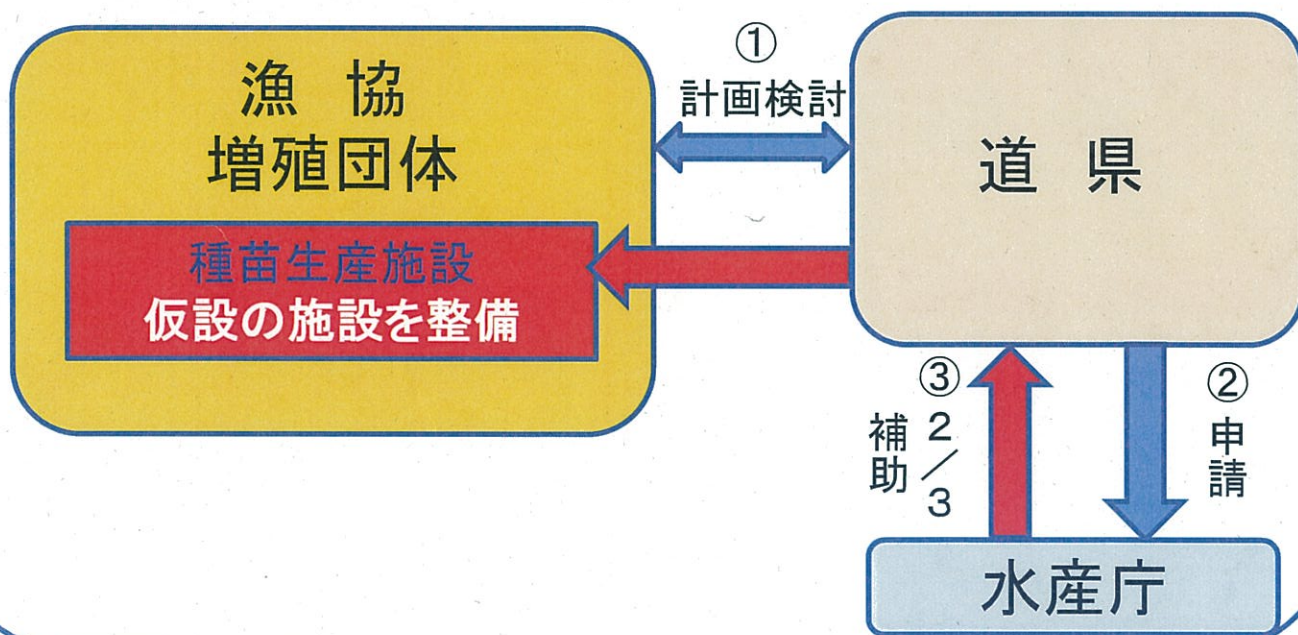 漁協
増殖団体
種苗生産施設
仮設の施設を整備
①
計画検討
道県
③
補助
2/3
②
申請
水産庁